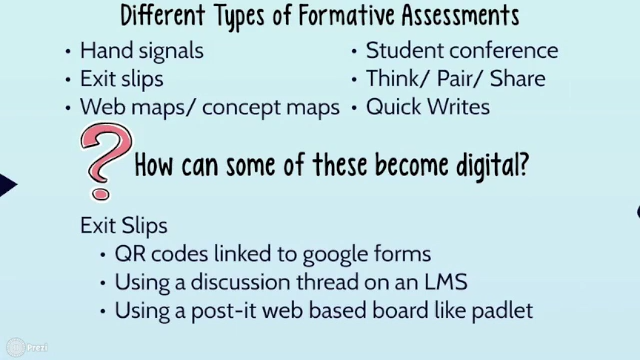 Different Types of Formative Assessments
• Hand signals
• Exit slips
• Web maps/ concept maps
• Student conference
• Think/ Pair/ Share
• Quick Writes
? How can some of these become digital?
Exit Slips
• QR codes linked to google forms
• Using a discussion thread on an LMS
• Using a post-it web based board like padlet
Prezi